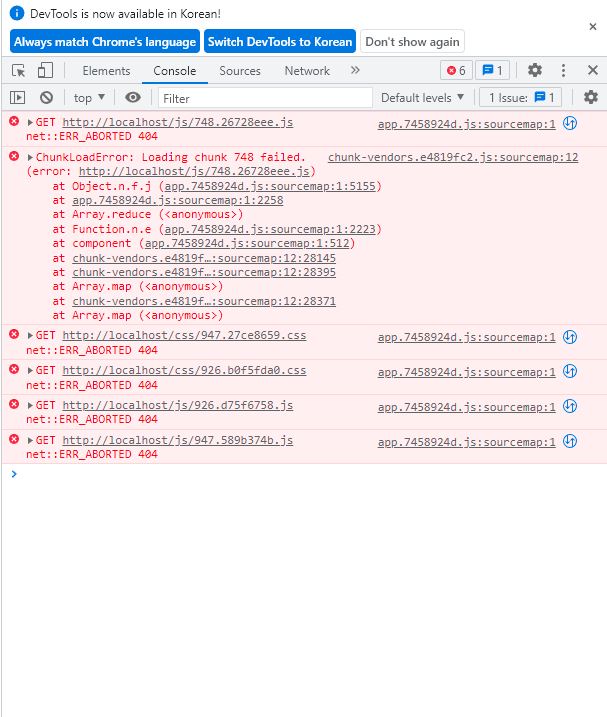 DevTools is now available in Korean!
Always match Chrome's language Switch DevTools to Korean Don't show again
Elements Console Sources Network 6 1
top Filter Default levels 1 Issue: 1
GET http://localhost/js/748.26728eee.js app.7458924d.js:sourcemap:1
net::ERR_ABORTED 404
ChunkLoadError: Loading chunk 748 failed. chunk-vendors.e4819fc2.js:sourcemap:12
(error: http://localhost/js/748.26728eee.js)
at Object.n.f.j (app.7458924d.js:sourcemap:1:5155)
at app.7458924d.js:sourcemap:1:2258
at Array.reduce (<anonymous>)
at Function.n.e (app.7458924d.js:sourcemap:1:2223)
at component (app.7458924d.js:sourcemap:1:512)
at chunk-vendors.e4819f…:sourcemap:12:28145
at chunk-vendors.e4819f…:sourcemap:12:28395
at Array.map (<anonymous>)
at chunk-vendors.e4819f…:sourcemap:12:28371
at Array.map (<anonymous>)
GET http://localhost/css/947.27ce8659.css app.7458924d.js:sourcemap:1
net::ERR_ABORTED 404
GET http://localhost/css/926.b0f5fda0.css app.7458924d.js:sourcemap:1
net::ERR_ABORTED 404
GET http://localhost/js/926.d75f6758.js app.7458924d.js:sourcemap:1
net::ERR_ABORTED 404
GET http://localhost/js/947.589b374b.js app.7458924d.js:sourcemap:1
net::ERR_ABORTED 404